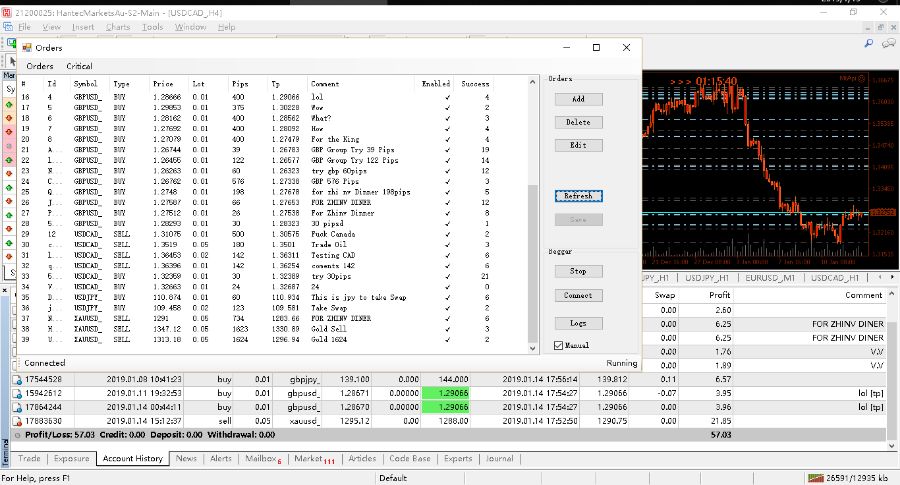 21200025: HantecMarketsAu-S2-Main - [USDCAD_H4]
File View Insert Charts Tools Window Help
Orders
Orders Critical
# Id Symbol Type Price Lot Pips Tp Comment Enabled Success
16 4 GBPUSD_ BUY 1.28666 0.01 400 1.29066 lol ✓ 4
17 5 GBPUSD_ BUY 1.29853 0.01 375 1.30228 Wow ✓ 2
18 6 GBPUSD_ BUY 1.28162 0.01 400 1.28562 What? ✓ 3
19 7 GBPUSD_ BUY 1.27692 0.01 400 1.28092 How ✓ 4
20 8 GBPUSD_ BUY 1.27079 0.01 400 1.27479 For the King ✓ 4
21 A... GBPUSD_ BUY 1.26744 0.01 39 1.26783 GBP Group Try 39 Pips ✓ 19
22 l... GBPUSD_ BUY 1.26455 0.01 122 1.26577 GBP Group Try 122 Pips ✓ 14
23 N... GBPUSD_ BUY 1.26263 0.01 60 1.26323 try gbp 60pips ✓ 12
24 C... GBPUSD_ BUY 1.26762 0.01 576 1.27338 GBP 576 Pips ✓ 3
25 Q... GBPUSD_ BUY 1.2748 0.01 198 1.27678 for zhi nv Dinner 198pips ✓ 5
26 J... GBPUSD_ BUY 1.27587 0.01 66 1.27653 FOR ZHINV DINER ✓ 12
27 P... GBPUSD_ BUY 1.27512 0.01 26 1.27538 For Zhinv Dinner ✓ 8
28 5... GBPUSD_ BUY 1.28293 0.01 30 1.28323 30 pipsd ✓ 1
29 12 USDCAD_ SELL 1.31075 0.01 500 1.30575 Fuck Canada ✓ 2
30 c... USDCAD_ SELL 1.3519 0.05 180 1.3501 Trade Oil ✓ 3
31 l... USDCAD_ SELL 1.36453 0.02 142 1.36311 Testing CAD ✓ 6
32 q... USDCAD_ SELL 1.36396 0.01 142 1.36254 coments 142 ✓ 6
33 5... USDCAD_ BUY 1.32359 0.01 30 1.32389 try 30pips ✓ 21
34 V... USDCAD_ BUY 1.32663 0.01 24 1.32687 24 ✓ 0
35 D... USDJPY_ BUY 110.874 0.01 60 110.934 This is jpy to take Swap ✓ 6
36 j... USDJPY_ BUY 109.458 0.02 123 109.581 Take Swap ✓ 2
37 N... XAUUSD_ SELL 1291 0.05 734 1283.66 FOR ZHINV DINER ✓ 6
38 H... XAUUSD_ SELL 1347.12 0.05 1623 1330.89 Gold Sell ✓ 3
39 U... XAUUSD_ SELL 1313.18 0.05 1624 1296.94 Gold 1624 ✓ 2
Connected Running
Orders
Add
Delete
Edit
Refresh
Save
Beggar
Stop
Connect
Logs
Manual
>>> 01:15:40
JPY_H1 USDJPY_H1 EURUSD_M1 USDCAD_H1
Swap Profit Comment
0.00 2.60
0.00 6.25 FOR ZHINV DINER
0.00 6.25 FOR ZHINV DINER
0.00 1.76
0.00 1.89
17544528 2019.01.08 10:41:23 buy 0.01 gbpjpy_ 139.100 0.000 144.000 2019.01.14 17:56:14 139.812 0.11 6.57
15942612 2019.01.11 19:32:53 buy 0.01 gbpusd_ 1.28671 0.00000 1.29066 2019.01.14 17:54:27 1.29066 -0.07 3.95 lol [tp]
17864244 2019.01.14 00:44:11 buy 0.01 gbpusd_ 1.28670 0.00000 1.29066 2019.01.14 17:54:27 1.29066 0.00 3.96 lol [tp]
17883630 2019.01.14 15:12:37 sell 0.05 xauusd_ 1295.12 0.00 1288.00 2019.01.14 17:52:50 1290.75 0.00 21.85
Profit/Loss: 57.03 Credit: 0.00 Deposit: 0.00 Withdrawal: 0.00 57.03
Terminal
Trade Exposure Account History News Alerts Mailbox 6 Market 111 Articles Code Base Experts Journal
For Help, press F1 Default 26591/12935 kb